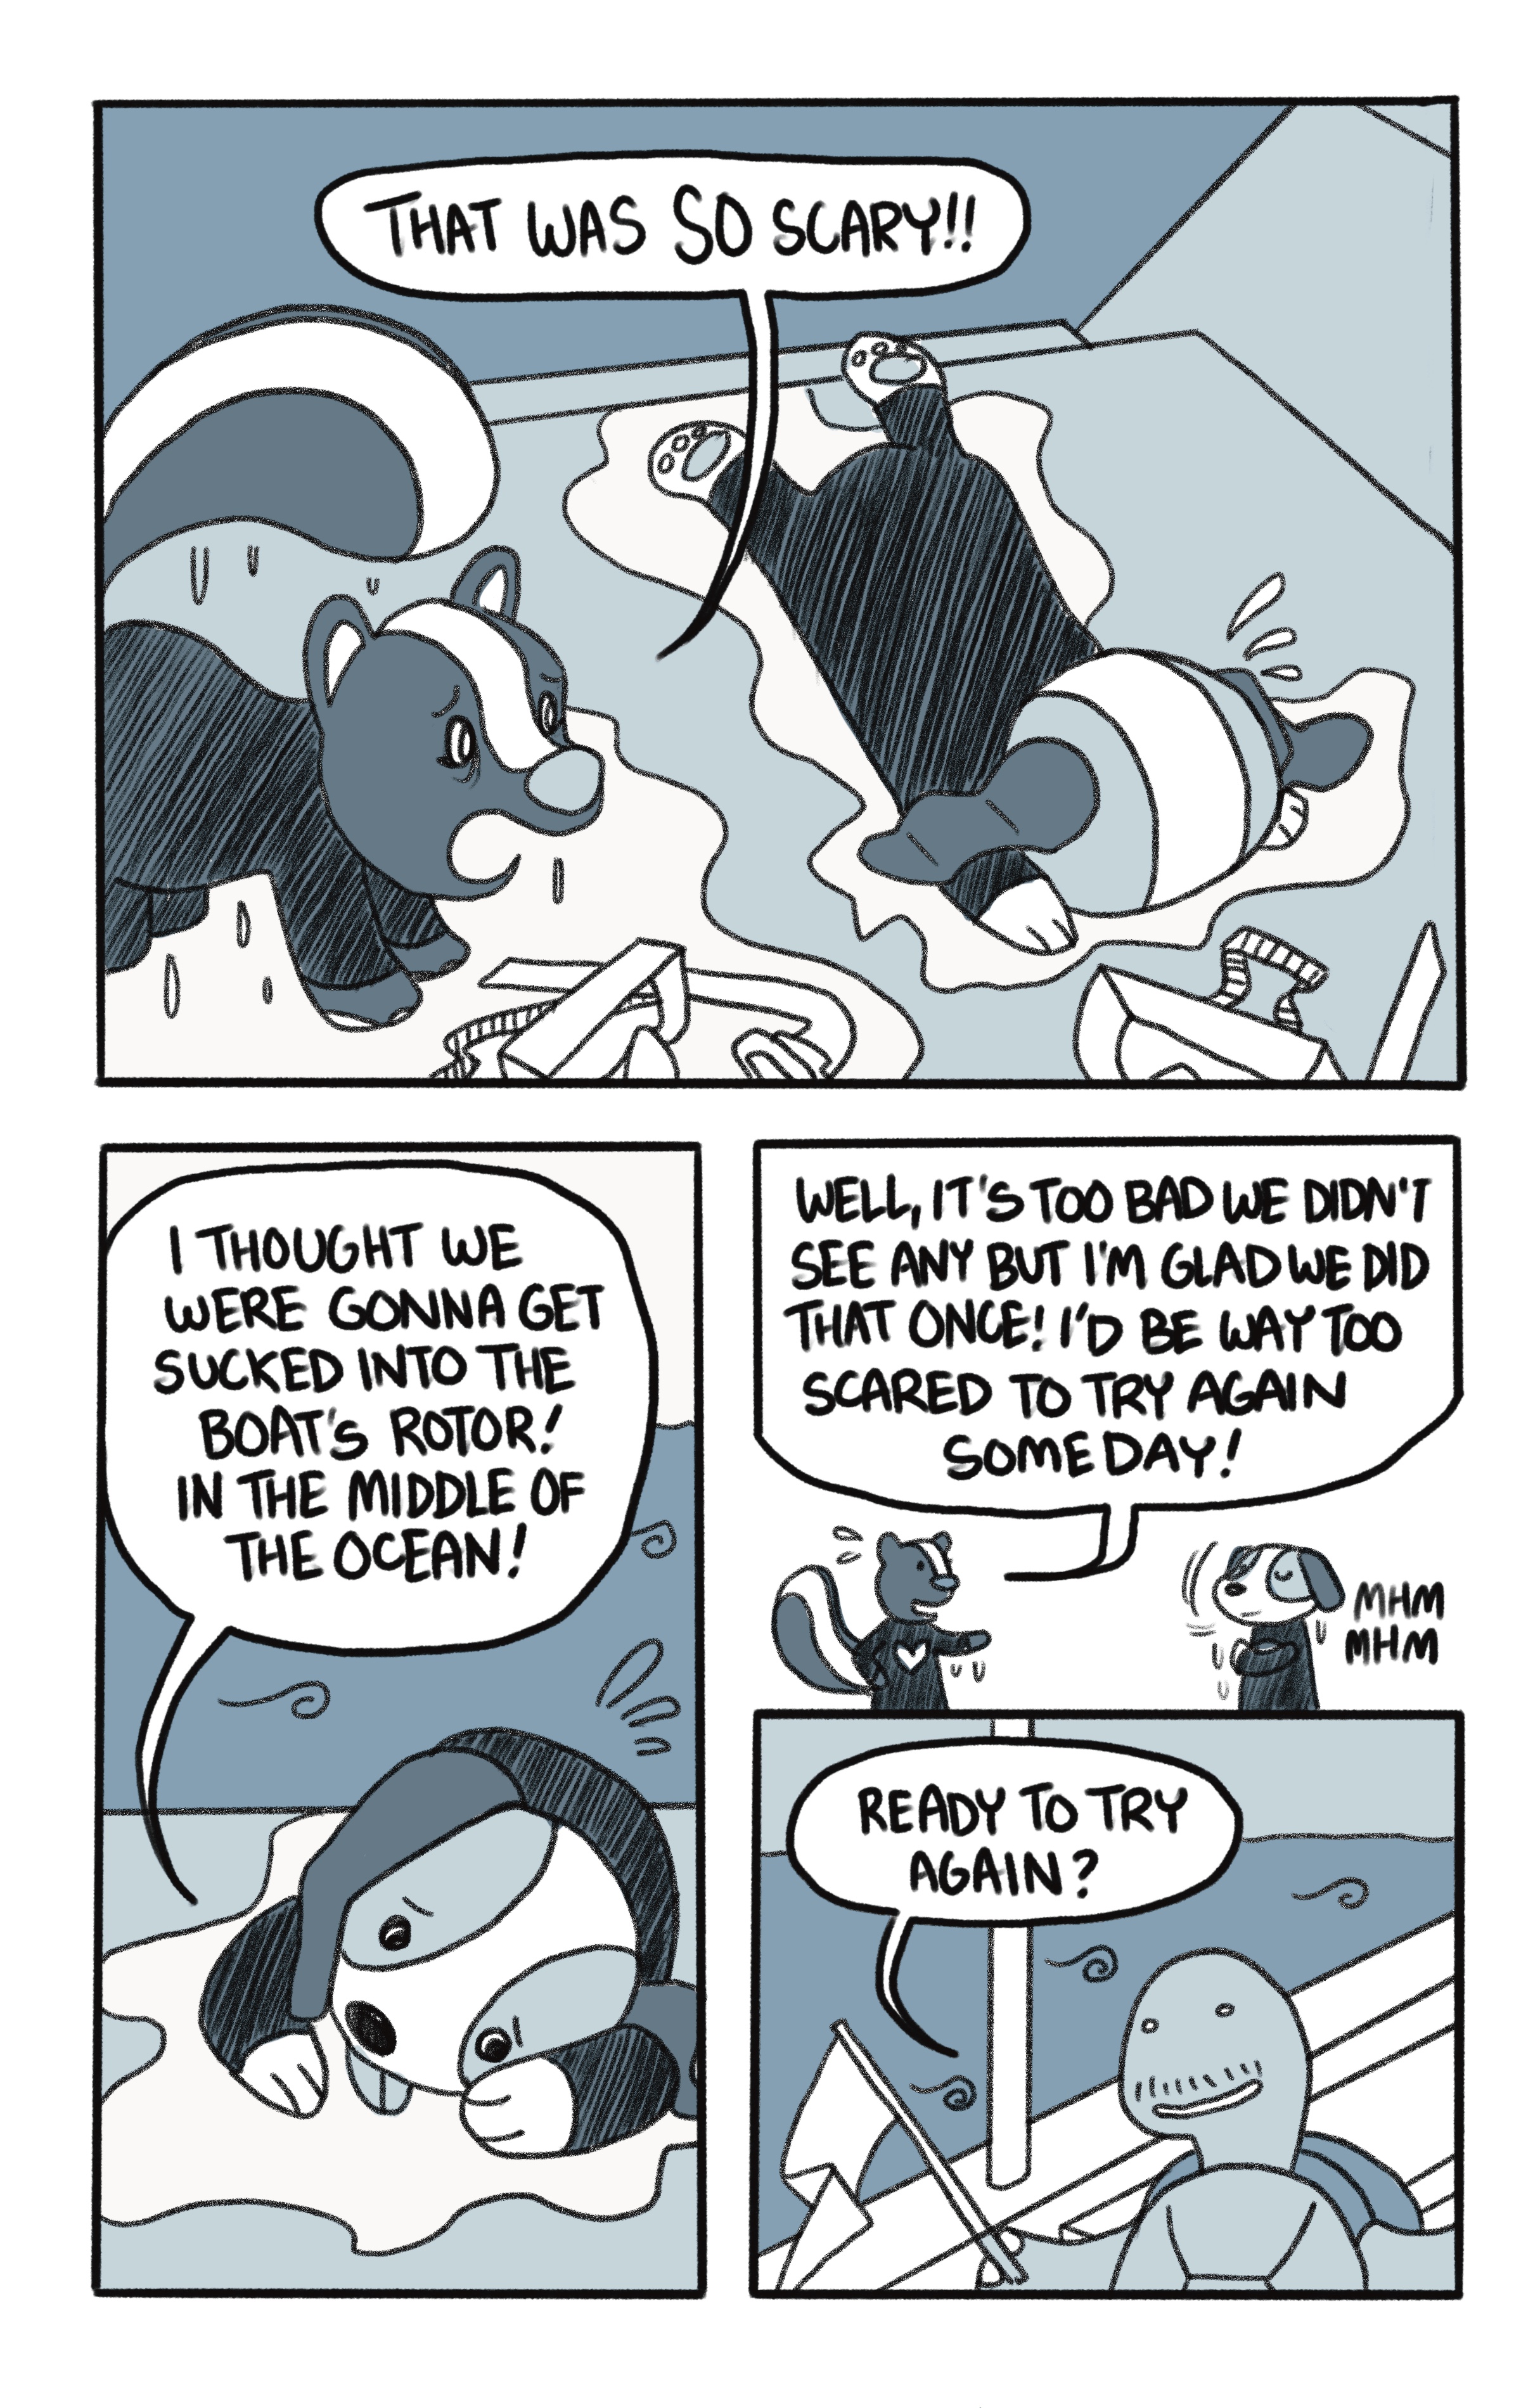 THAT WAS SO SCARY!!
I THOUGHT WE
WERE GONNA GET
SUCKED INTO THE
BOAT'S ROTOR!
IN THE MIDDLE OF
THE OCEAN!
WELL, IT'S TOO BAD WE DIDN'T
SEE ANY BUT I'M GLAD WE DID
THAT ONCE! I'D BE WAY TOO
SCARED TO TRY AGAIN
SOMEDAY!
MHM
MHM
READY TO TRY
AGAIN?